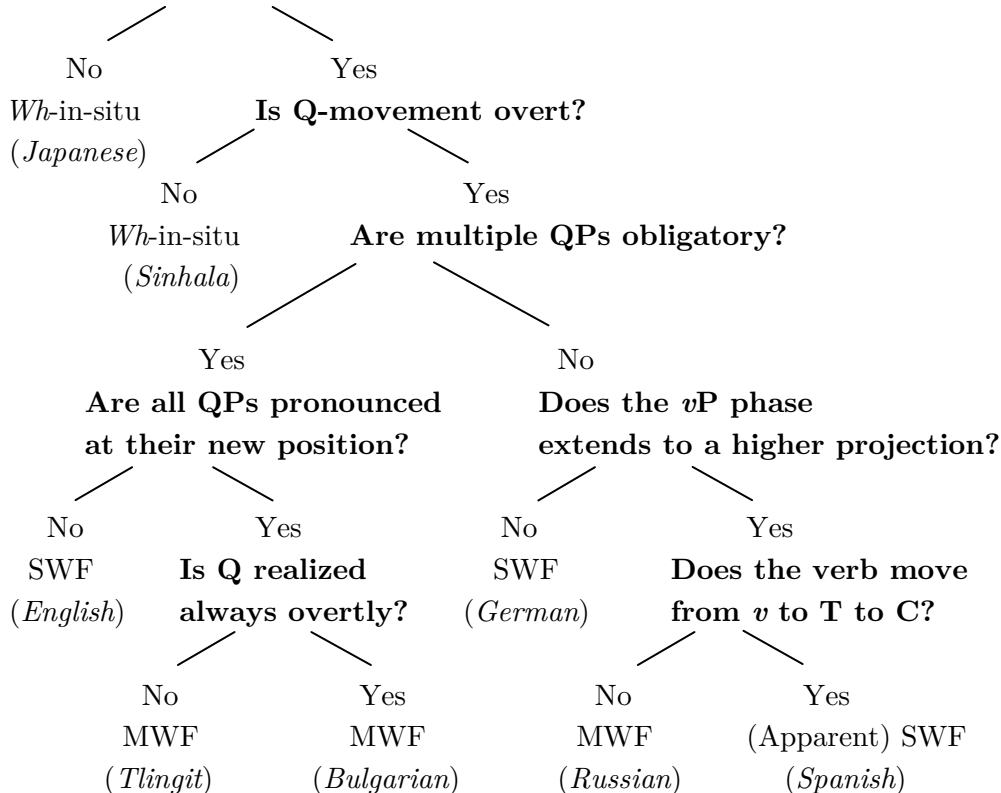 No Yes
Wh-in-situ Is Q-movement overt?
(Japanese)
No Yes
Wh-in-situ Are multiple QPs obligatory?
(Sinhala)
Yes No
Are all QPs pronounced Does the vP phase
at their new position? extends to a higher projection?
No Yes No Yes
SWF Is Q realized SWF Does the verb move
(English) always overtly? (German) from v to T to C?
No Yes No Yes
MWF MWF MWF (Apparent) SWF
(Tlingit) (Bulgarian) (Russian) (Spanish)